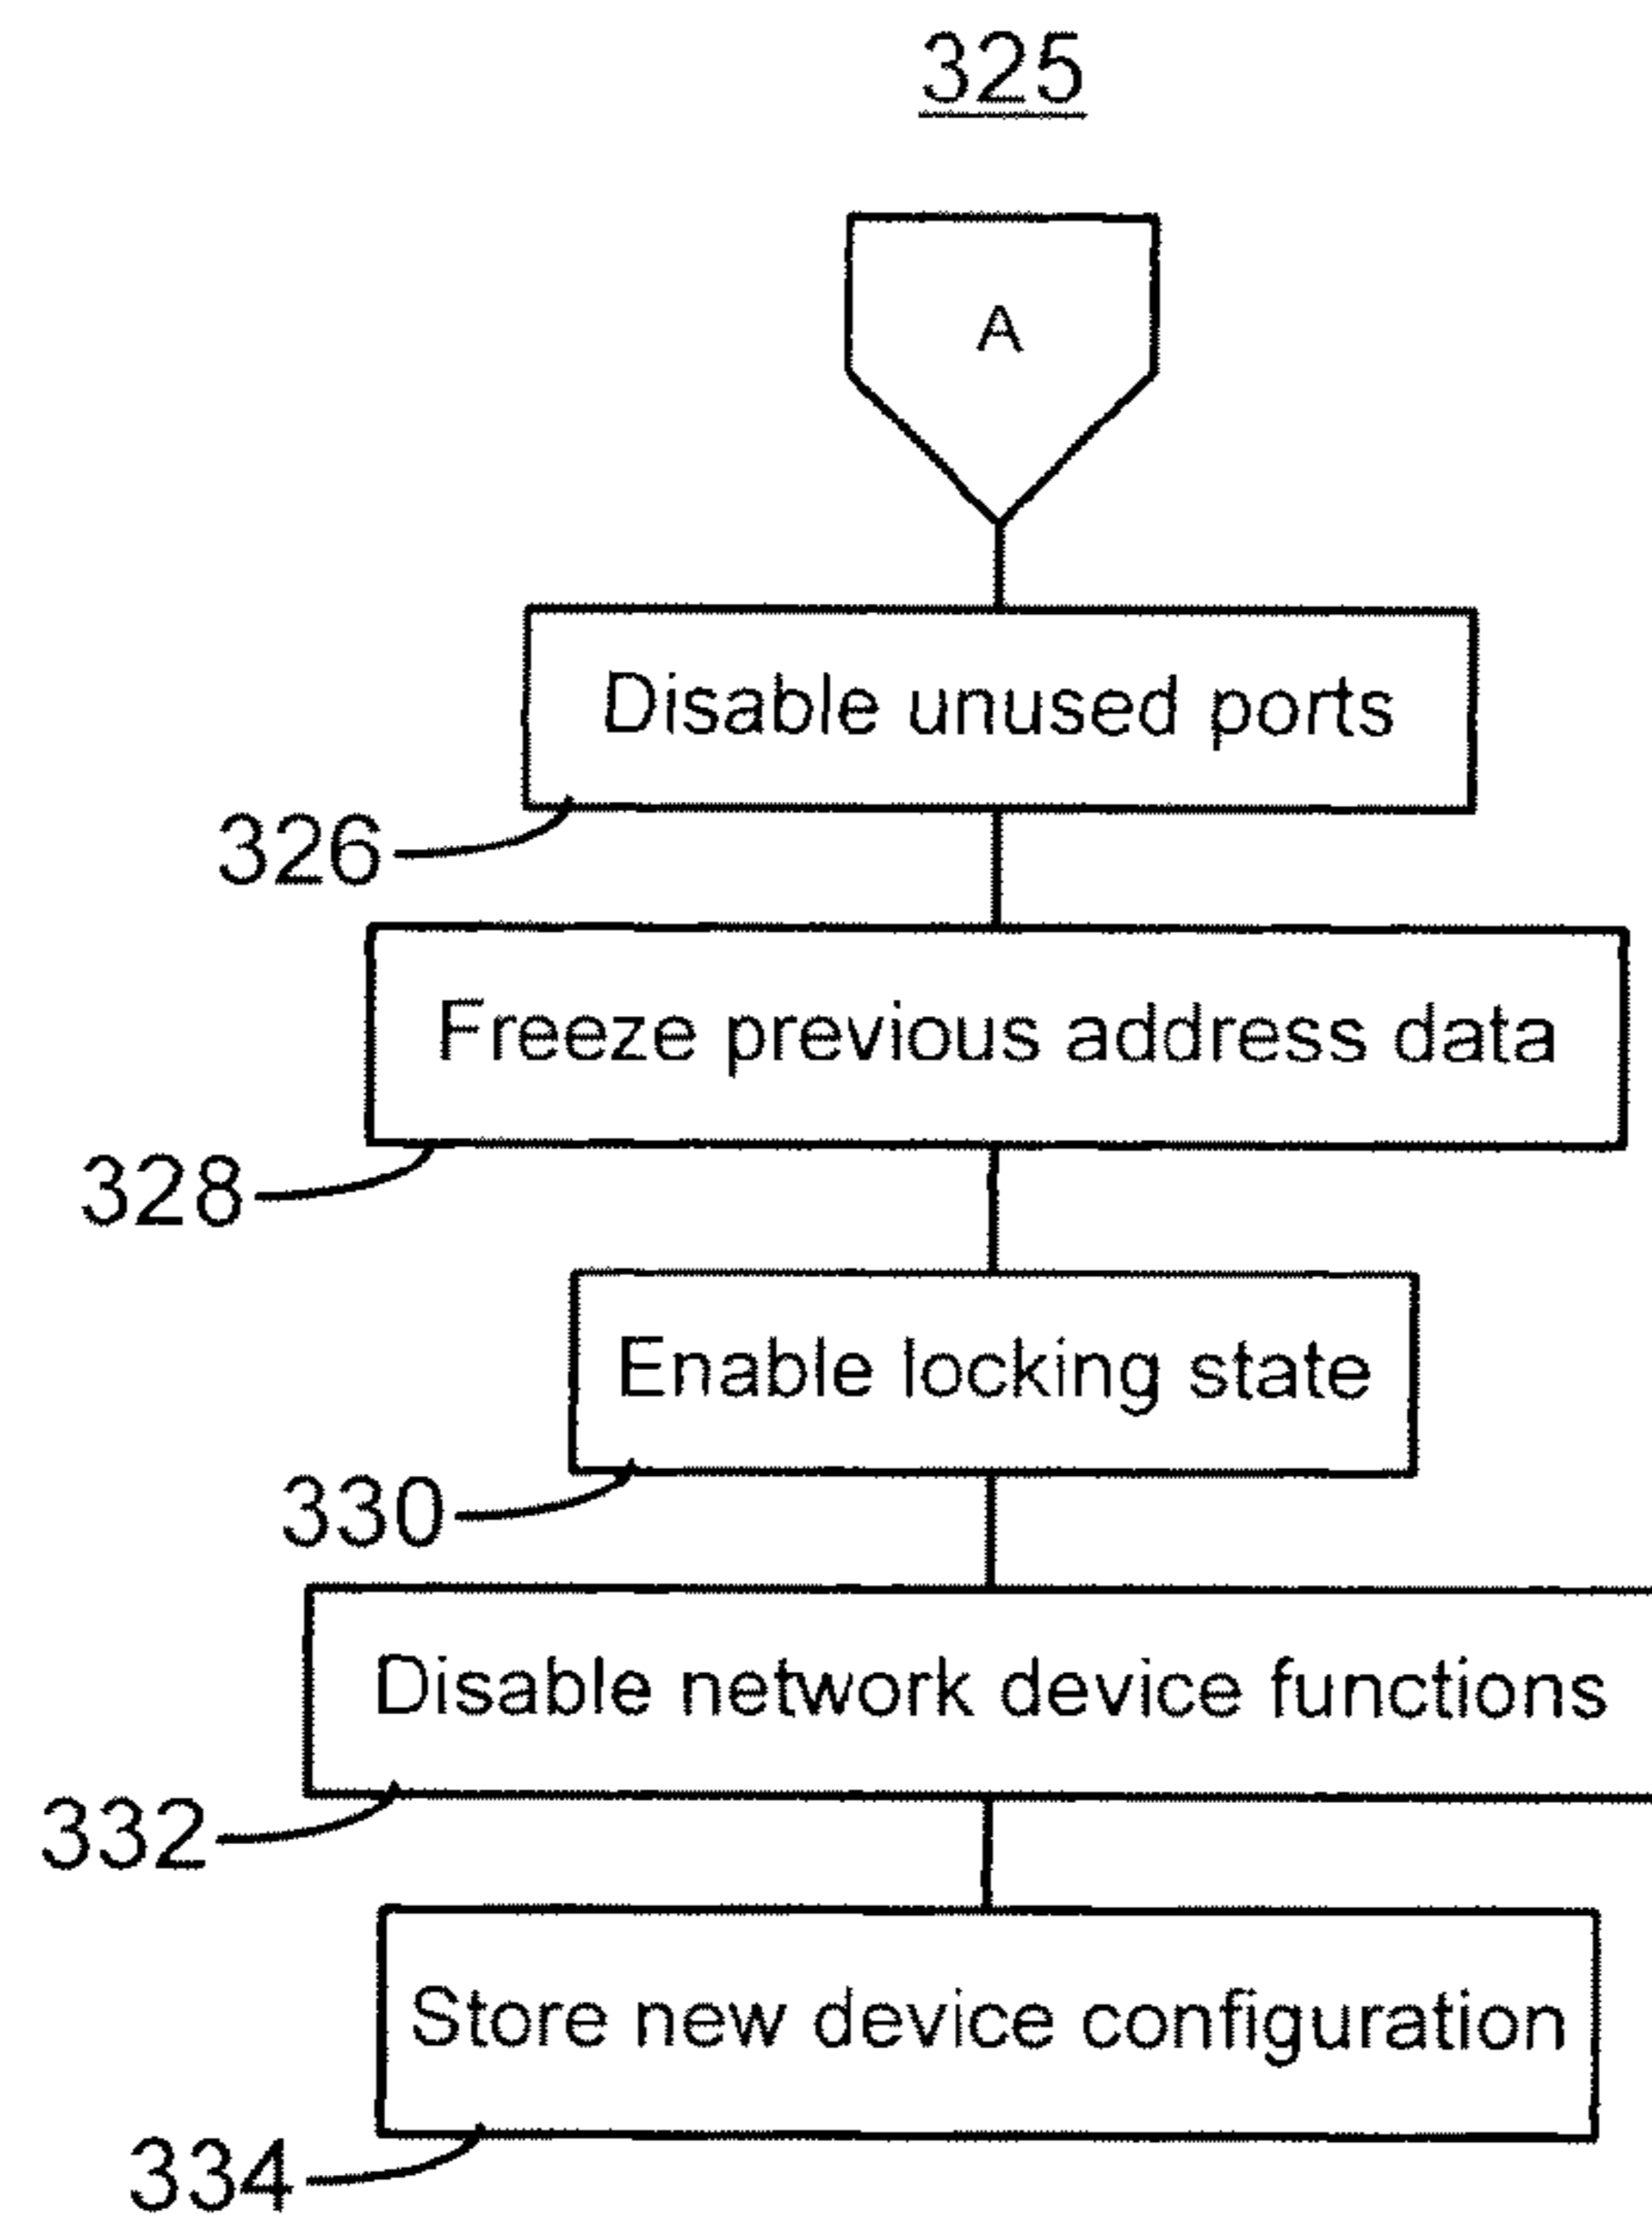 325
A
Disable unused ports
326
Freeze previous address data
328
Enable locking state
330
Disable network device functions
332
Store new device configuration
334